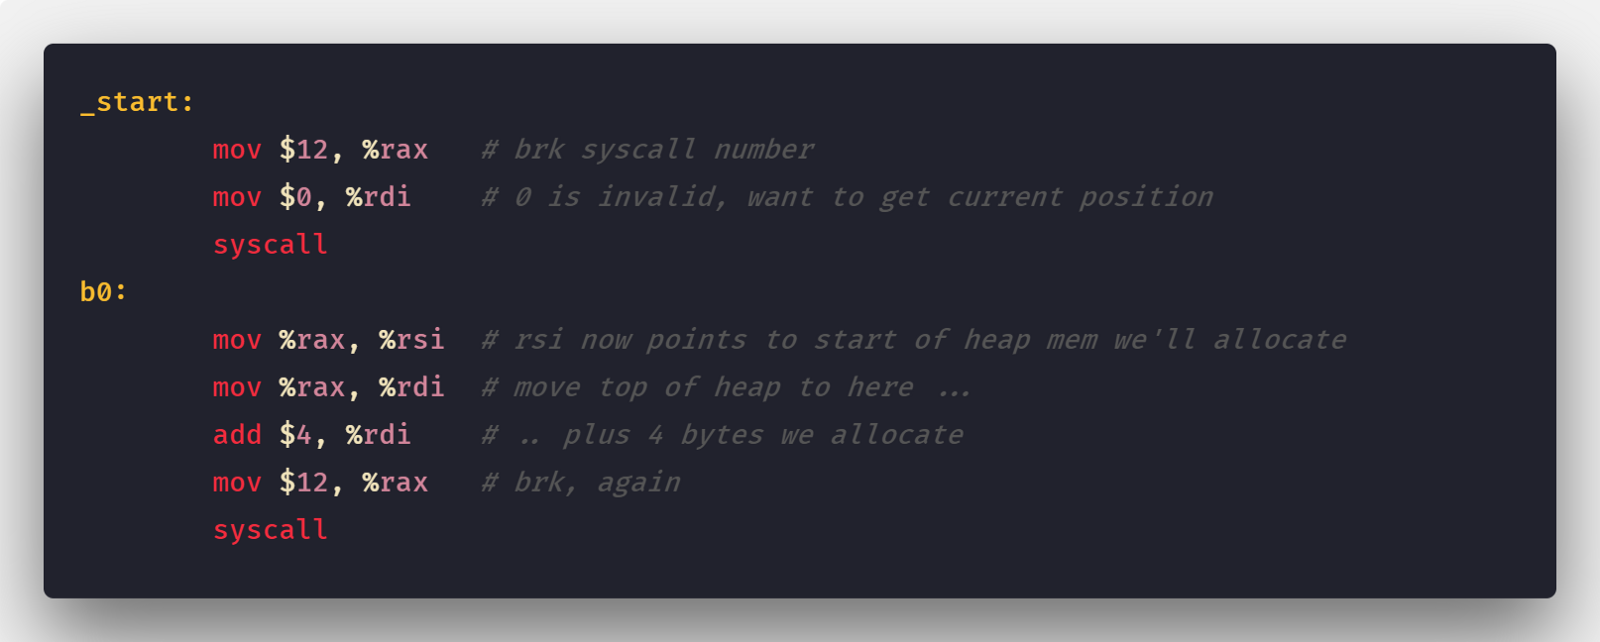 _start:
mov $12, %rax # brk syscall number
mov $0, %rdi # 0 is invalid, want to get current position
syscall
b0:
mov %rax, %rsi # rsi now points to start of heap mem we'll allocate
mov %rax, %rdi # move top of heap to here ...
add $4, %rdi # .. plus 4 bytes we allocate
mov $12, %rax # brk, again
syscall